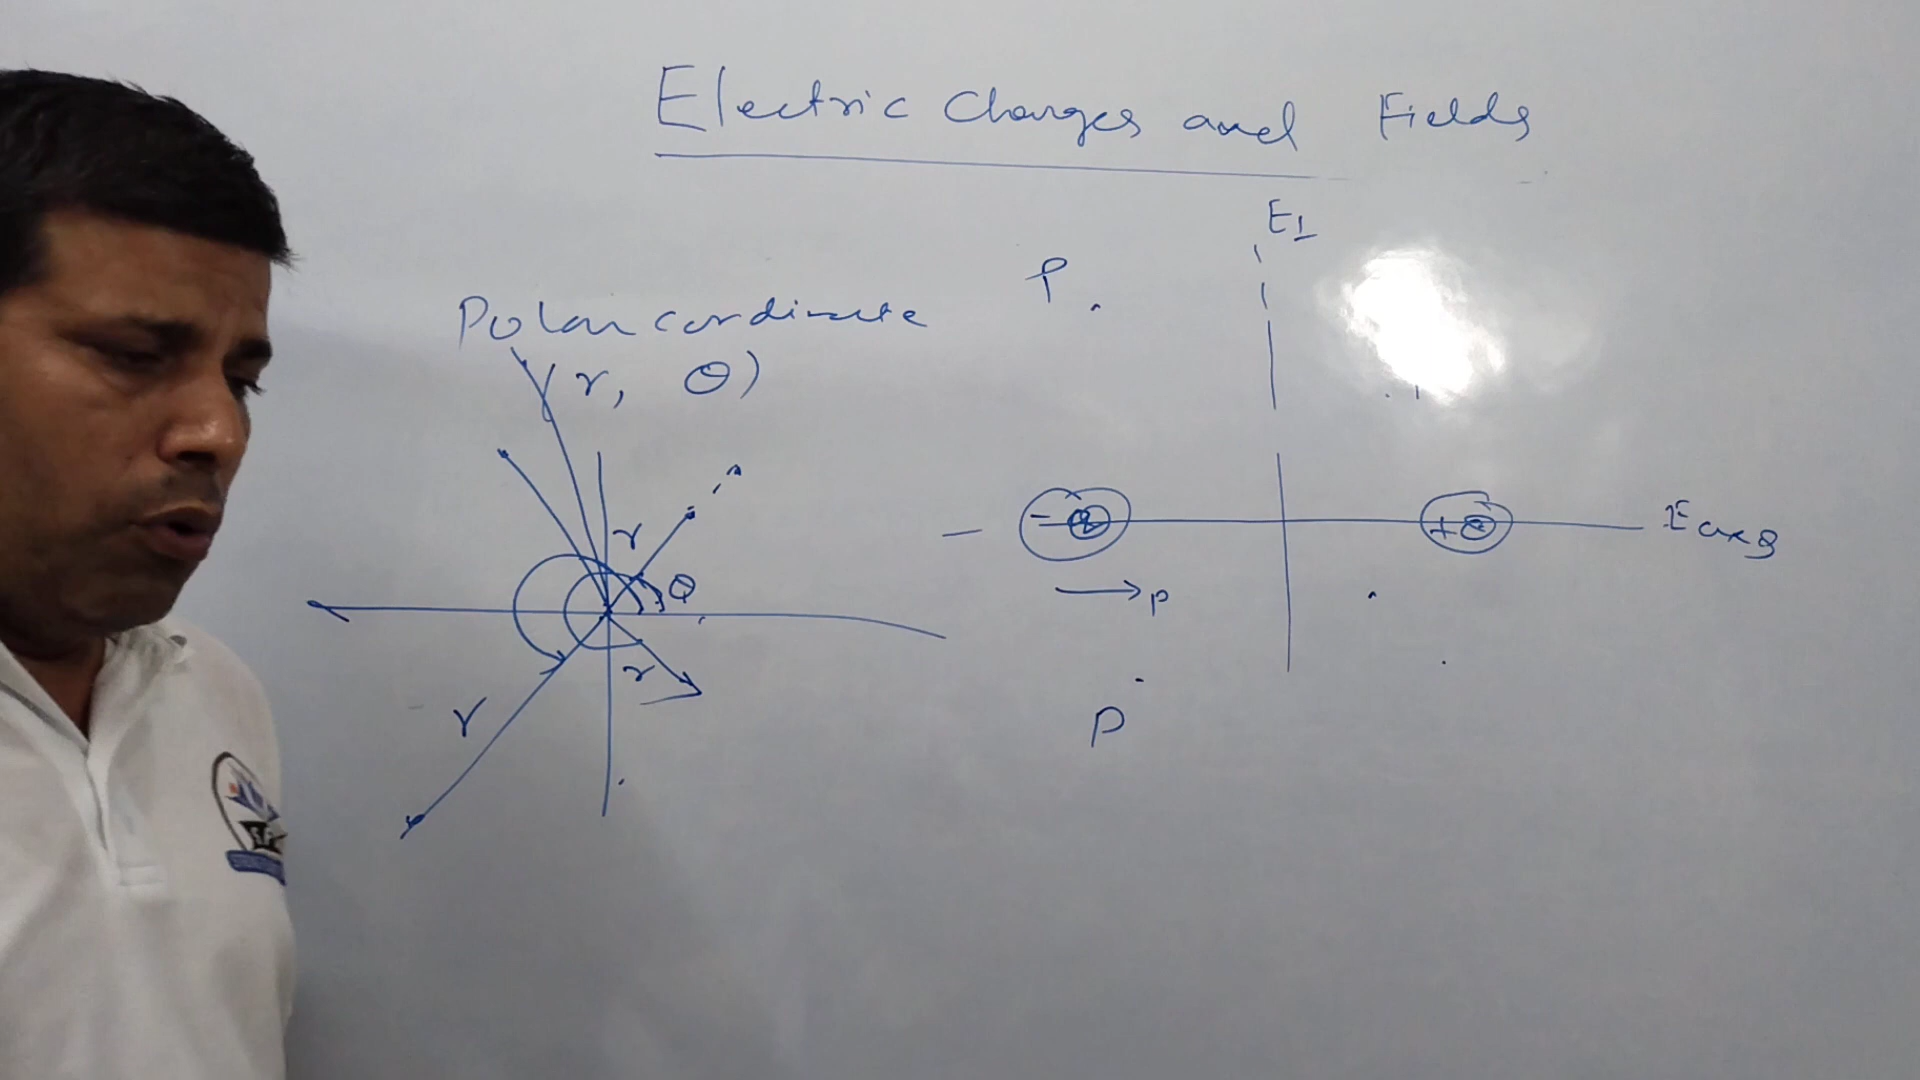 Electric Charges and Fields
Polar cordinate
(r, θ)
r
θ
r
r
P.
E⊥
- Q
+ Q
E axis
→ p
P